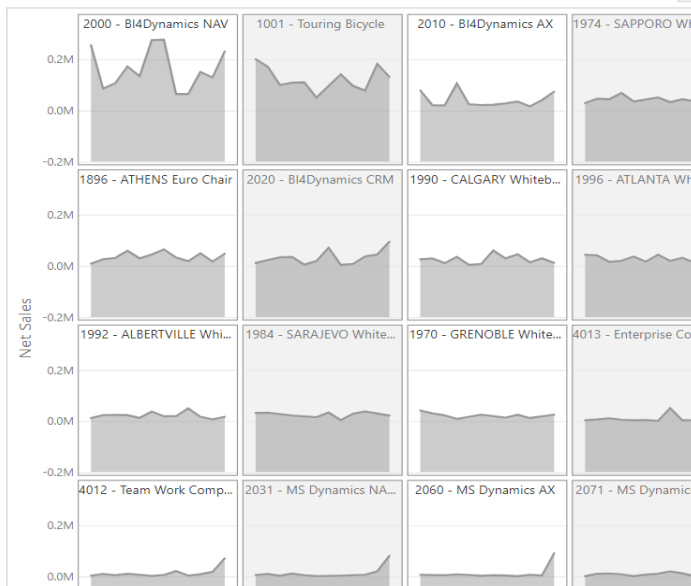 2000 - BI4Dynamics NAV
1001 - Touring Bicycle
2010 - BI4Dynamics AX
1974 - SAPPORO Wh
0.2M
0.0M
-0.2M
1896 - ATHENS Euro Chair
2020 - BI4Dynamics CRM
1990 - CALGARY Whiteb...
1996 - ATLANTA Wh
0.2M
0.0M
-0.2M
Net Sales
1992 - ALBERTVILLE Whi...
1984 - SARAJEVO White...
1970 - GRENOBLE White...
4013 - Enterprise Co
0.2M
0.0M
-0.2M
4012 - Team Work Comp...
2031 - MS Dynamics NA...
2060 - MS Dynamics AX
2071 - MS Dynamic
0.2M
0.0M